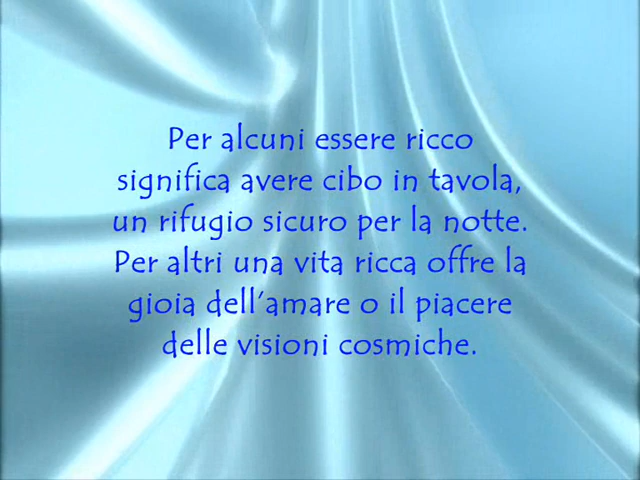 Per alcuni essere ricco
significa avere cibo in tavola,
un rifugio sicuro per la notte.
Per altri una vita ricca offre la
gioia dell’amare o il piacere
delle visioni cosmiche.